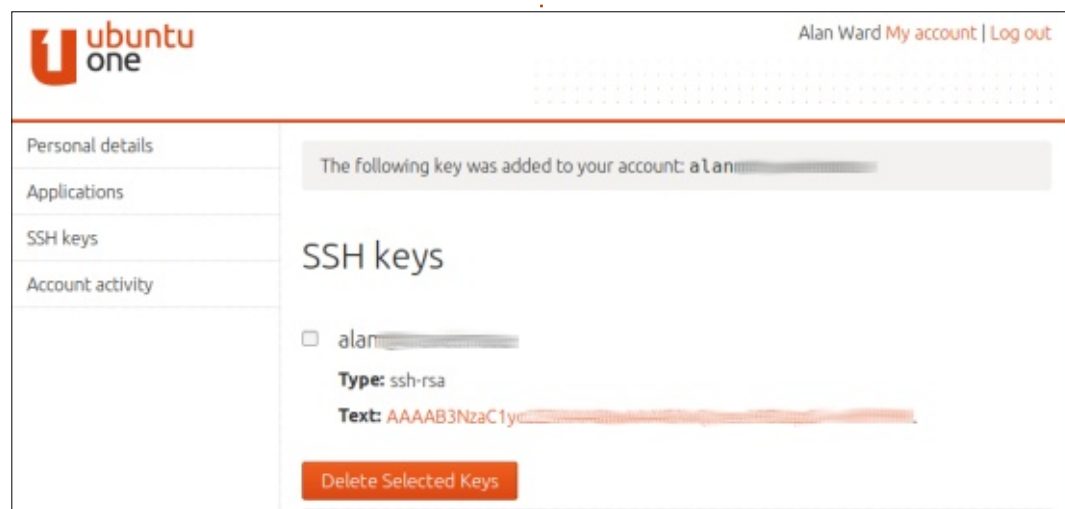 ubuntu
one
Alan Ward My account | Log out
Personal details
Applications
SSH keys
Account activity
The following key was added to your account: alan
SSH keys
alan
Type: ssh-rsa
Text: AAAAB3NzaC1y
Delete Selected Keys